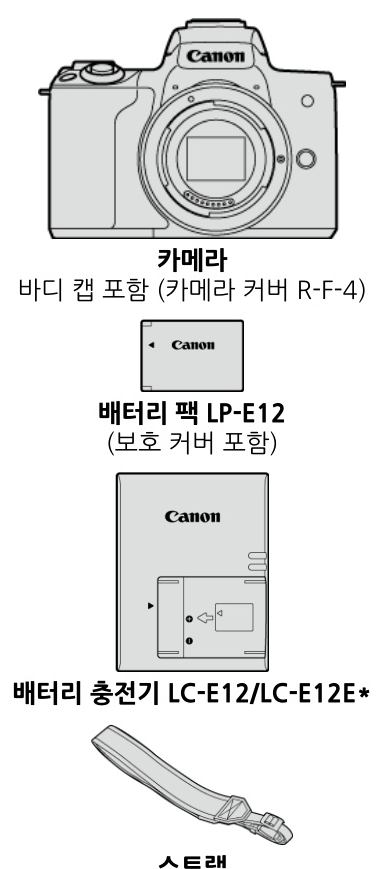 Canon
카메라
바디 캡 포함 (카메라 커버 R-F-4)
Canon
배터리 팩 LP-E12
(보호 커버 포함)
Canon
배터리 충전기 LC-E12/LC-E12E*
스트랩